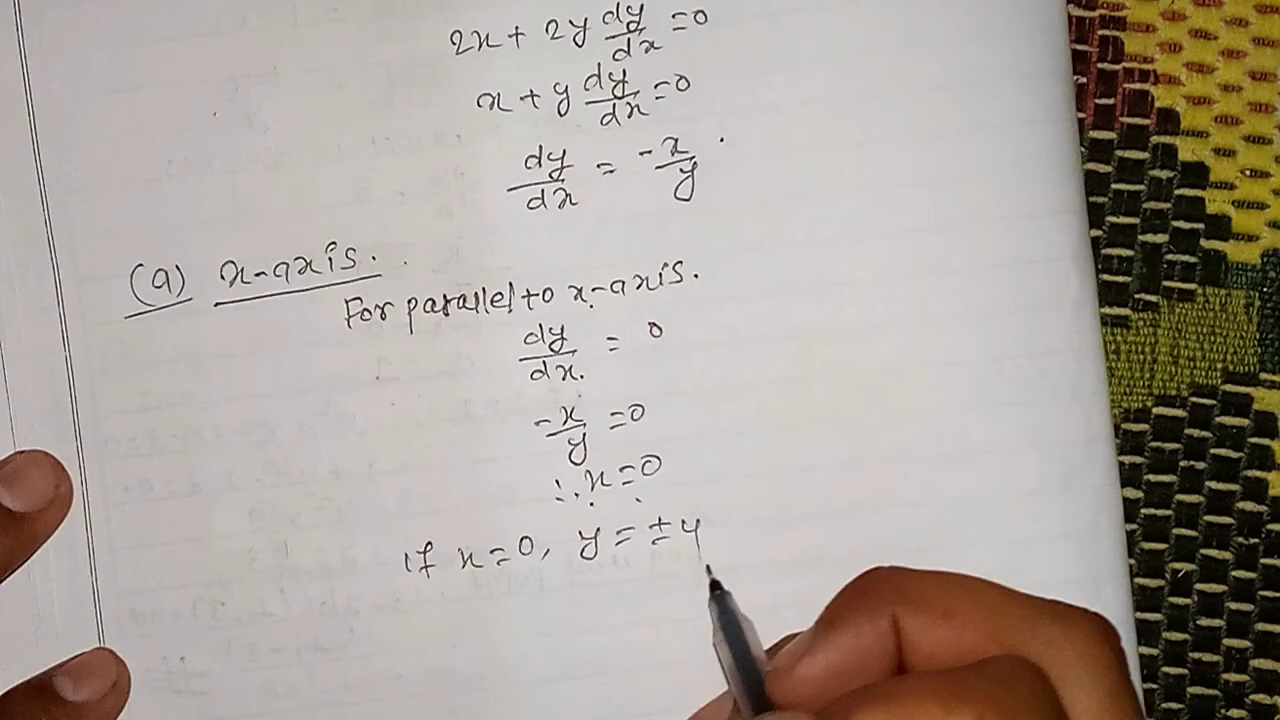 2x + 2y dy/dx = 0
x + y dy/dx = 0
dy/dx = -x/y .
(a) x-axis.
For parallel to x-axis.
dy/dx = 0
-x/y = 0
∴ x = 0
If x = 0, y = ± 4